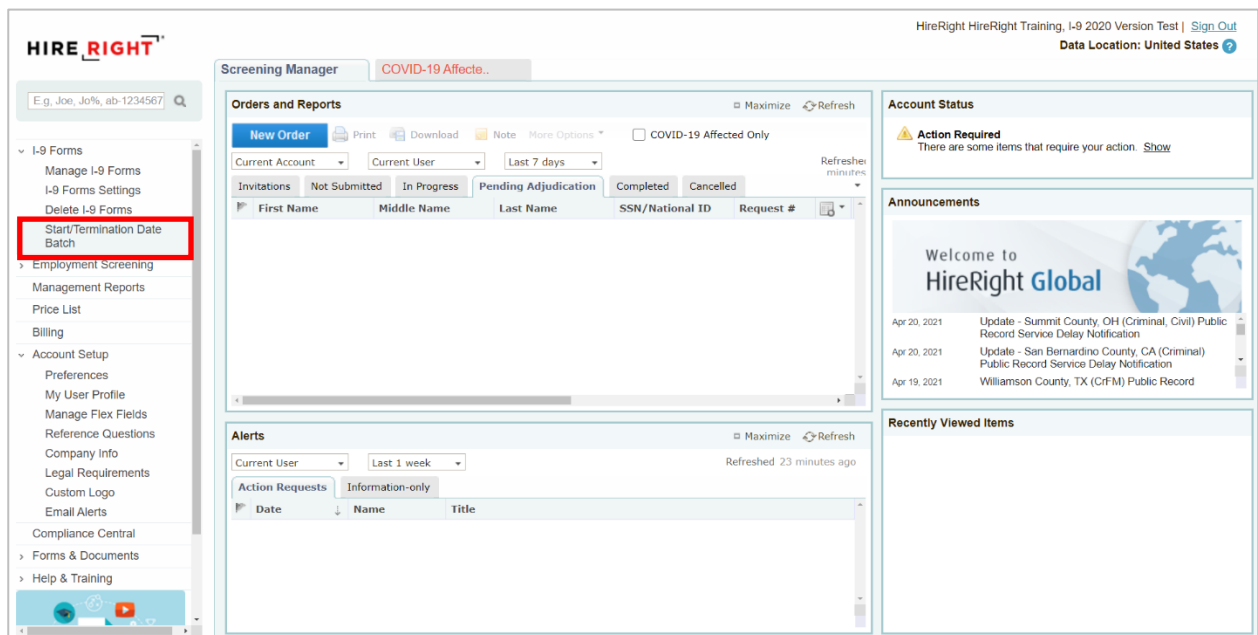 HireRight HireRight Training, I-9 2020 Version Test | Sign Out
Data Location: United States ?
HIRE RIGHT
Screening Manager
COVID-19 Affecte..
E.g, Joe, Jo%, ab-1234567
I-9 Forms
Manage I-9 Forms
I-9 Forms Settings
Delete I-9 Forms
Start/Termination Date
Batch
Employment Screening
Management Reports
Price List
Billing
Account Setup
Preferences
My User Profile
Manage Flex Fields
Reference Questions
Company Info
Legal Requirements
Custom Logo
Email Alerts
Compliance Central
Forms & Documents
Help & Training
Orders and Reports
Maximize Refresh
New Order Print Download Note More Options COVID-19 Affected Only
Current Account Current User Last 7 days
Refreshe
minutes
Invitations Not Submitted In Progress Pending Adjudication Completed Cancelled
First Name Middle Name Last Name SSN/National ID Request #
Alerts
Maximize Refresh
Current User Last 1 week Refreshed 23 minutes ago
Action Requests Information-only
Date Name Title
Account Status
Action Required
There are some items that require your action. Show
Announcements
Welcome to
HireRight Global
Apr 20, 2021 Update - Summit County, OH (Criminal, Civil) Public
Record Service Delay Notification
Apr 20, 2021 Update - San Bernardino County, CA (Criminal)
Public Record Service Delay Notification
Apr 19, 2021 Williamson County, TX (CrFM) Public Record
Recently Viewed Items